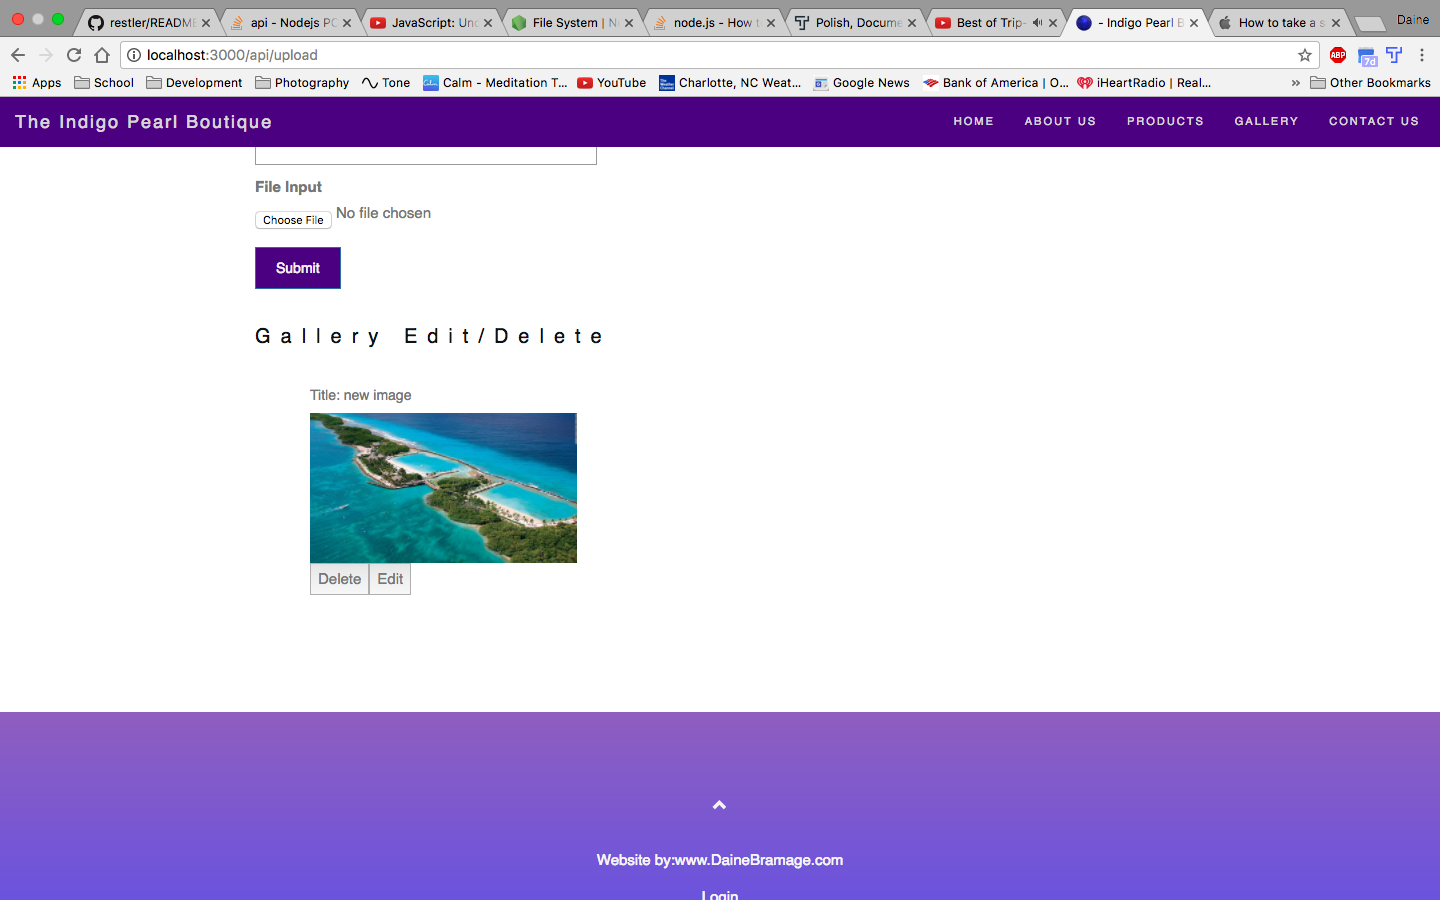 restler/READM
api - Nodejs PO
JavaScript: Un
File System | N
node.js - How t
Polish, Docume
Best of Trip-
- Indigo Pearl B
How to take a s
Daine
localhost:3000/api/upload
ABP
7d
Apps
School
Development
Photography
Tone
Calm - Meditation T...
YouTube
Charlotte, NC Weat...
Google News
Bank of America | O...
iHeartRadio | Real...
»
Other Bookmarks
The Indigo Pearl Boutique
HOME
ABOUT US
PRODUCTS
GALLERY
CONTACT US
File Input
Choose File No file chosen
Submit
Gallery Edit/Delete
Title: new image
Delete
Edit
Website by:www.DaineBramage.com
Login